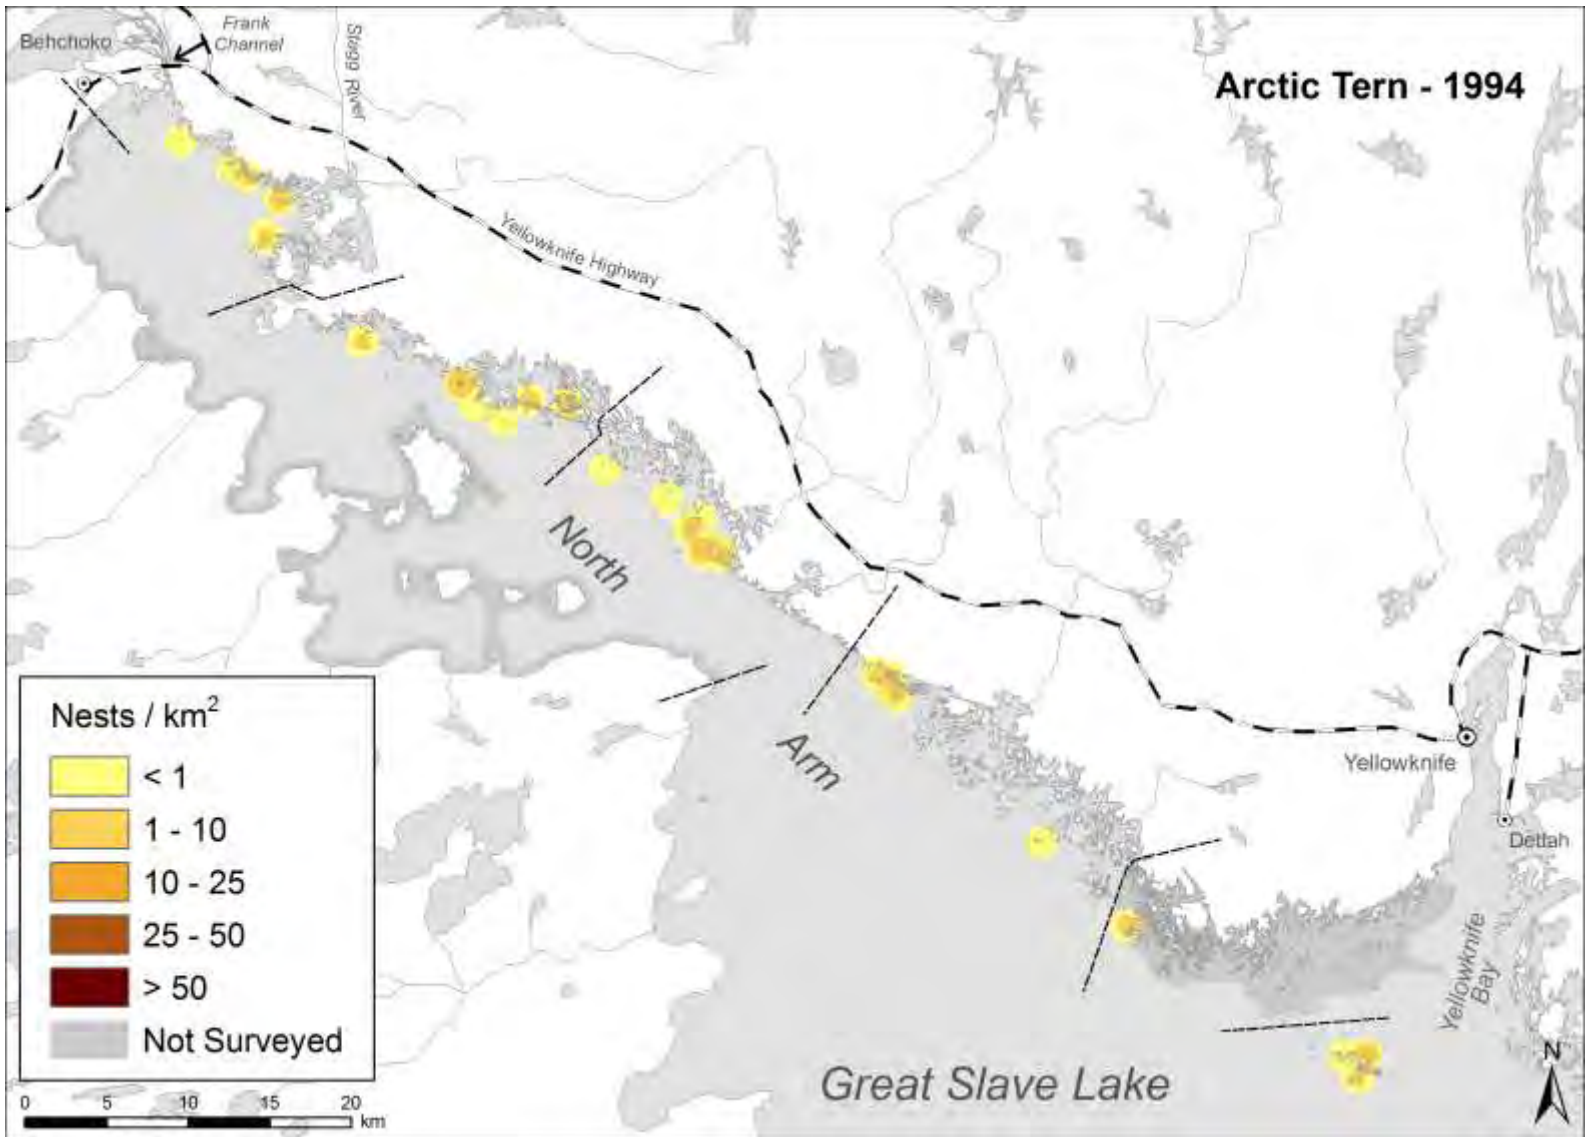 Behchoko
Frank
Channel
Stagg River
Arctic Tern - 1994
Yellowknife Highway
North
Arm
Yellowknife
Dettah
Yellowknife
Bay
Great Slave Lake
N
Nests / km²
< 1
1 - 10
10 - 25
25 - 50
> 50
Not Surveyed
0 5 10 15 20
km